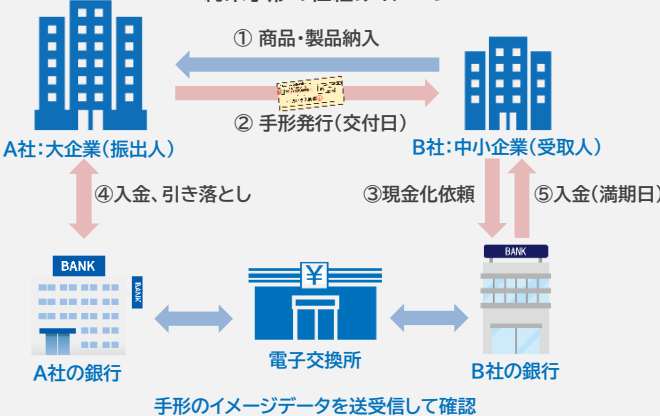 ① 商品・製品納入
② 手形発行(交付日)
A社:大企業(振出人)
B社:中小企業(受取人)
④入金、引き落とし
③現金化依頼
⑤入金(満期日)
BANK
BANK
BANK
¥
電子交換所
A社の銀行
B社の銀行
手形のイメージデータを送受信して確認